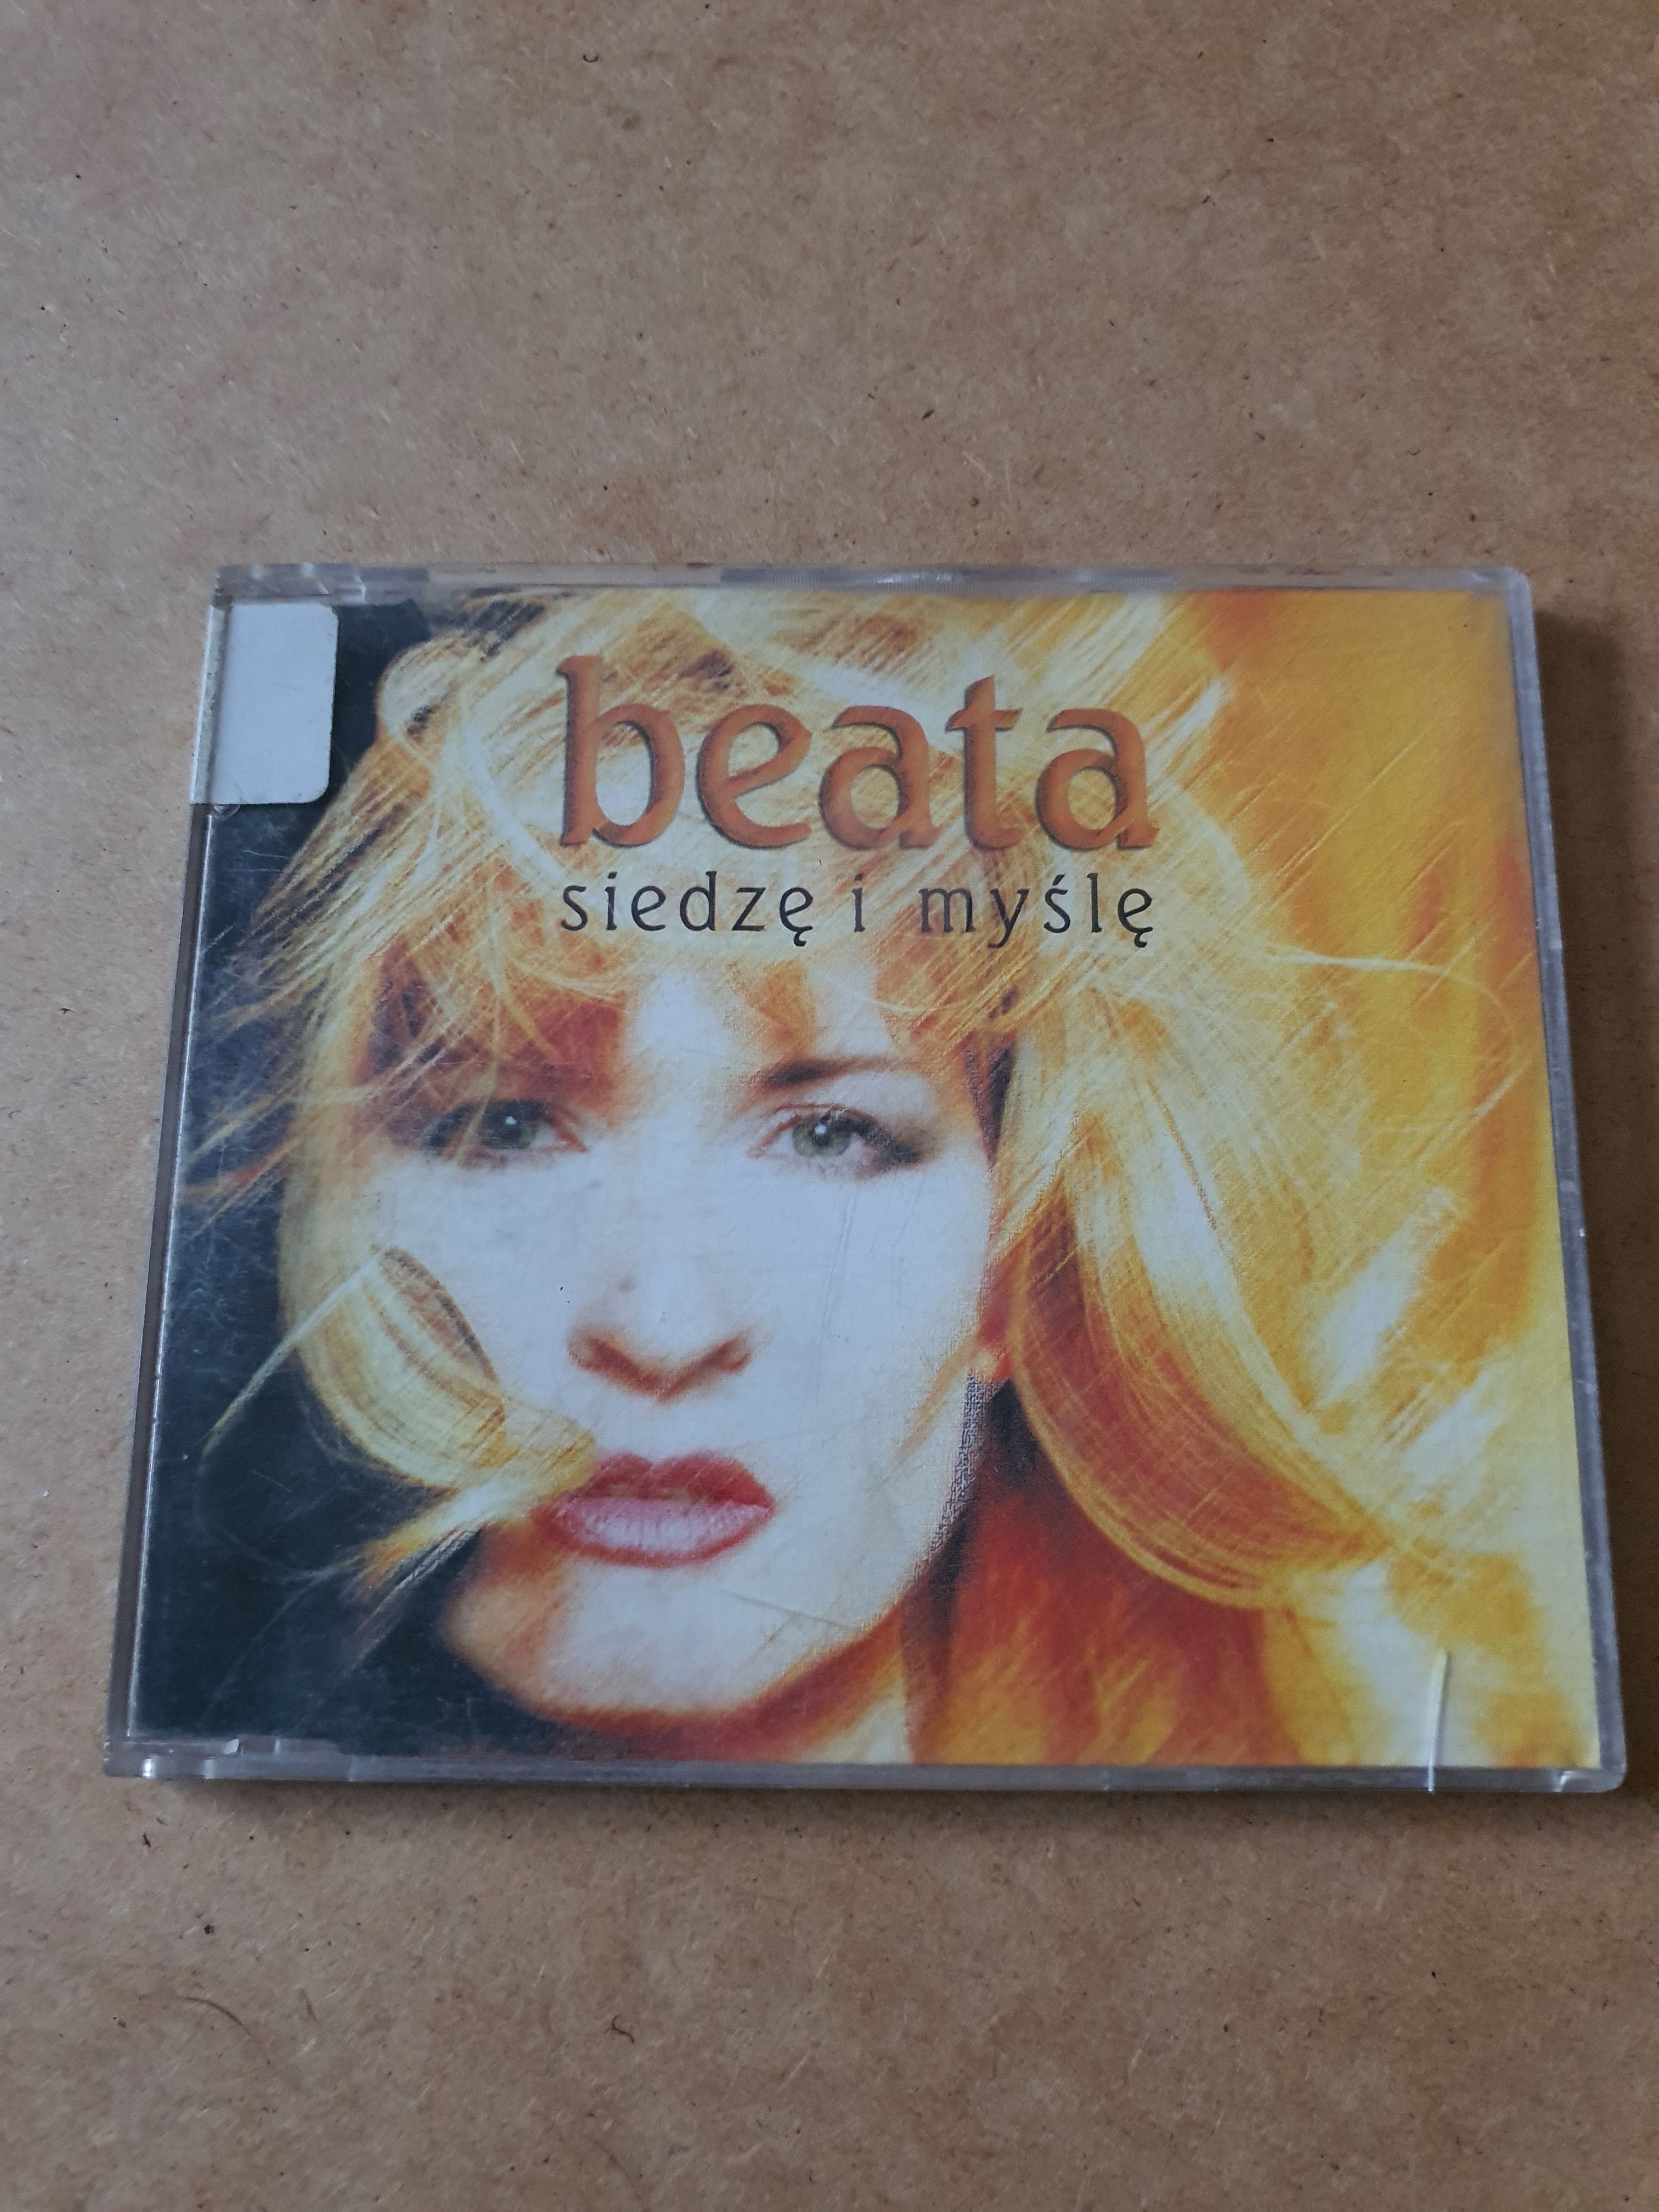 beata
siedzę i myślę